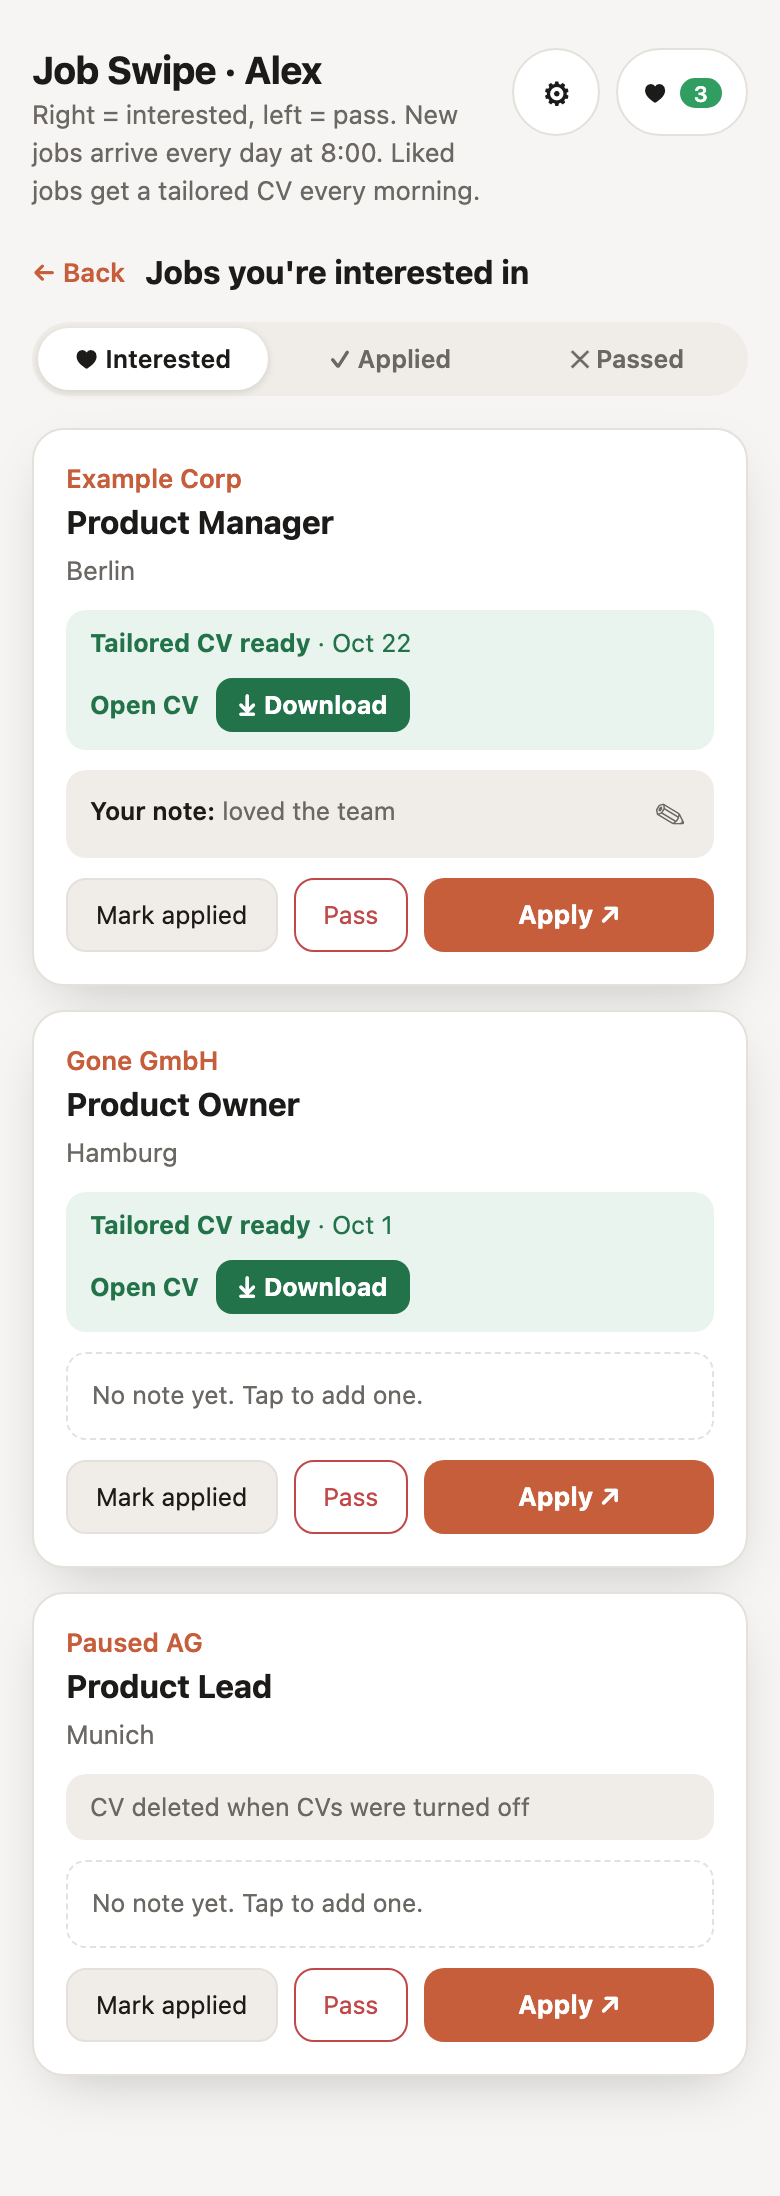 Job Swipe · Alex
Right = interested, left = pass. New
jobs arrive every day at 8:00. Liked
jobs get a tailored CV every morning.
⚙
♥ 3
← Back Jobs you're interested in
♥ Interested ✓ Applied ✕ Passed
Example Corp
Product Manager
Berlin
Tailored CV ready · Oct 22
Open CV ↓ Download
Your note: loved the team ✎
Mark applied Pass Apply ↗
Gone GmbH
Product Owner
Hamburg
Tailored CV ready · Oct 1
Open CV ↓ Download
No note yet. Tap to add one.
Mark applied Pass Apply ↗
Paused AG
Product Lead
Munich
CV deleted when CVs were turned off
No note yet. Tap to add one.
Mark applied Pass Apply ↗